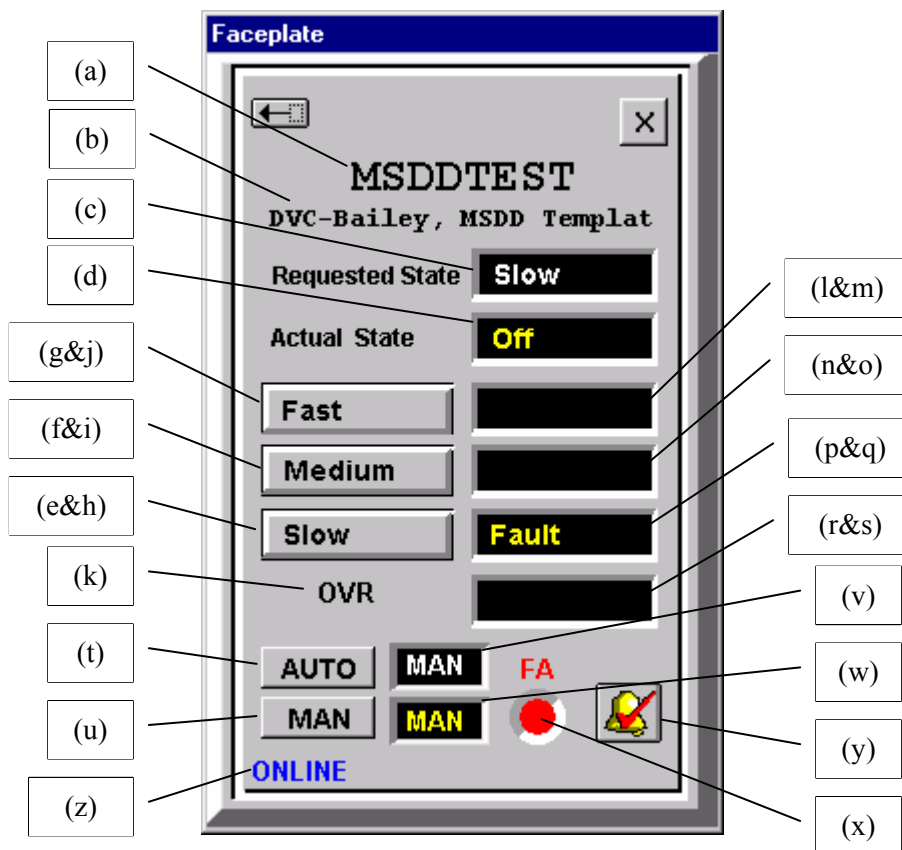 Faceplate
(a)
X
(b)
MSDDTEST
DVC-Bailey, MSDD Templat
(c)
Requested State Slow
(d)
(l&m)
Actual State Off
(g&j)
(n&o)
Fast
(f&i)
Medium
(p&q)
(e&h)
Slow Fault
(r&s)
(k)
OVR
(v)
(t)
AUTO MAN FA
(w)
(u)
MAN MAN
(y)
ONLINE
(z)
(x)